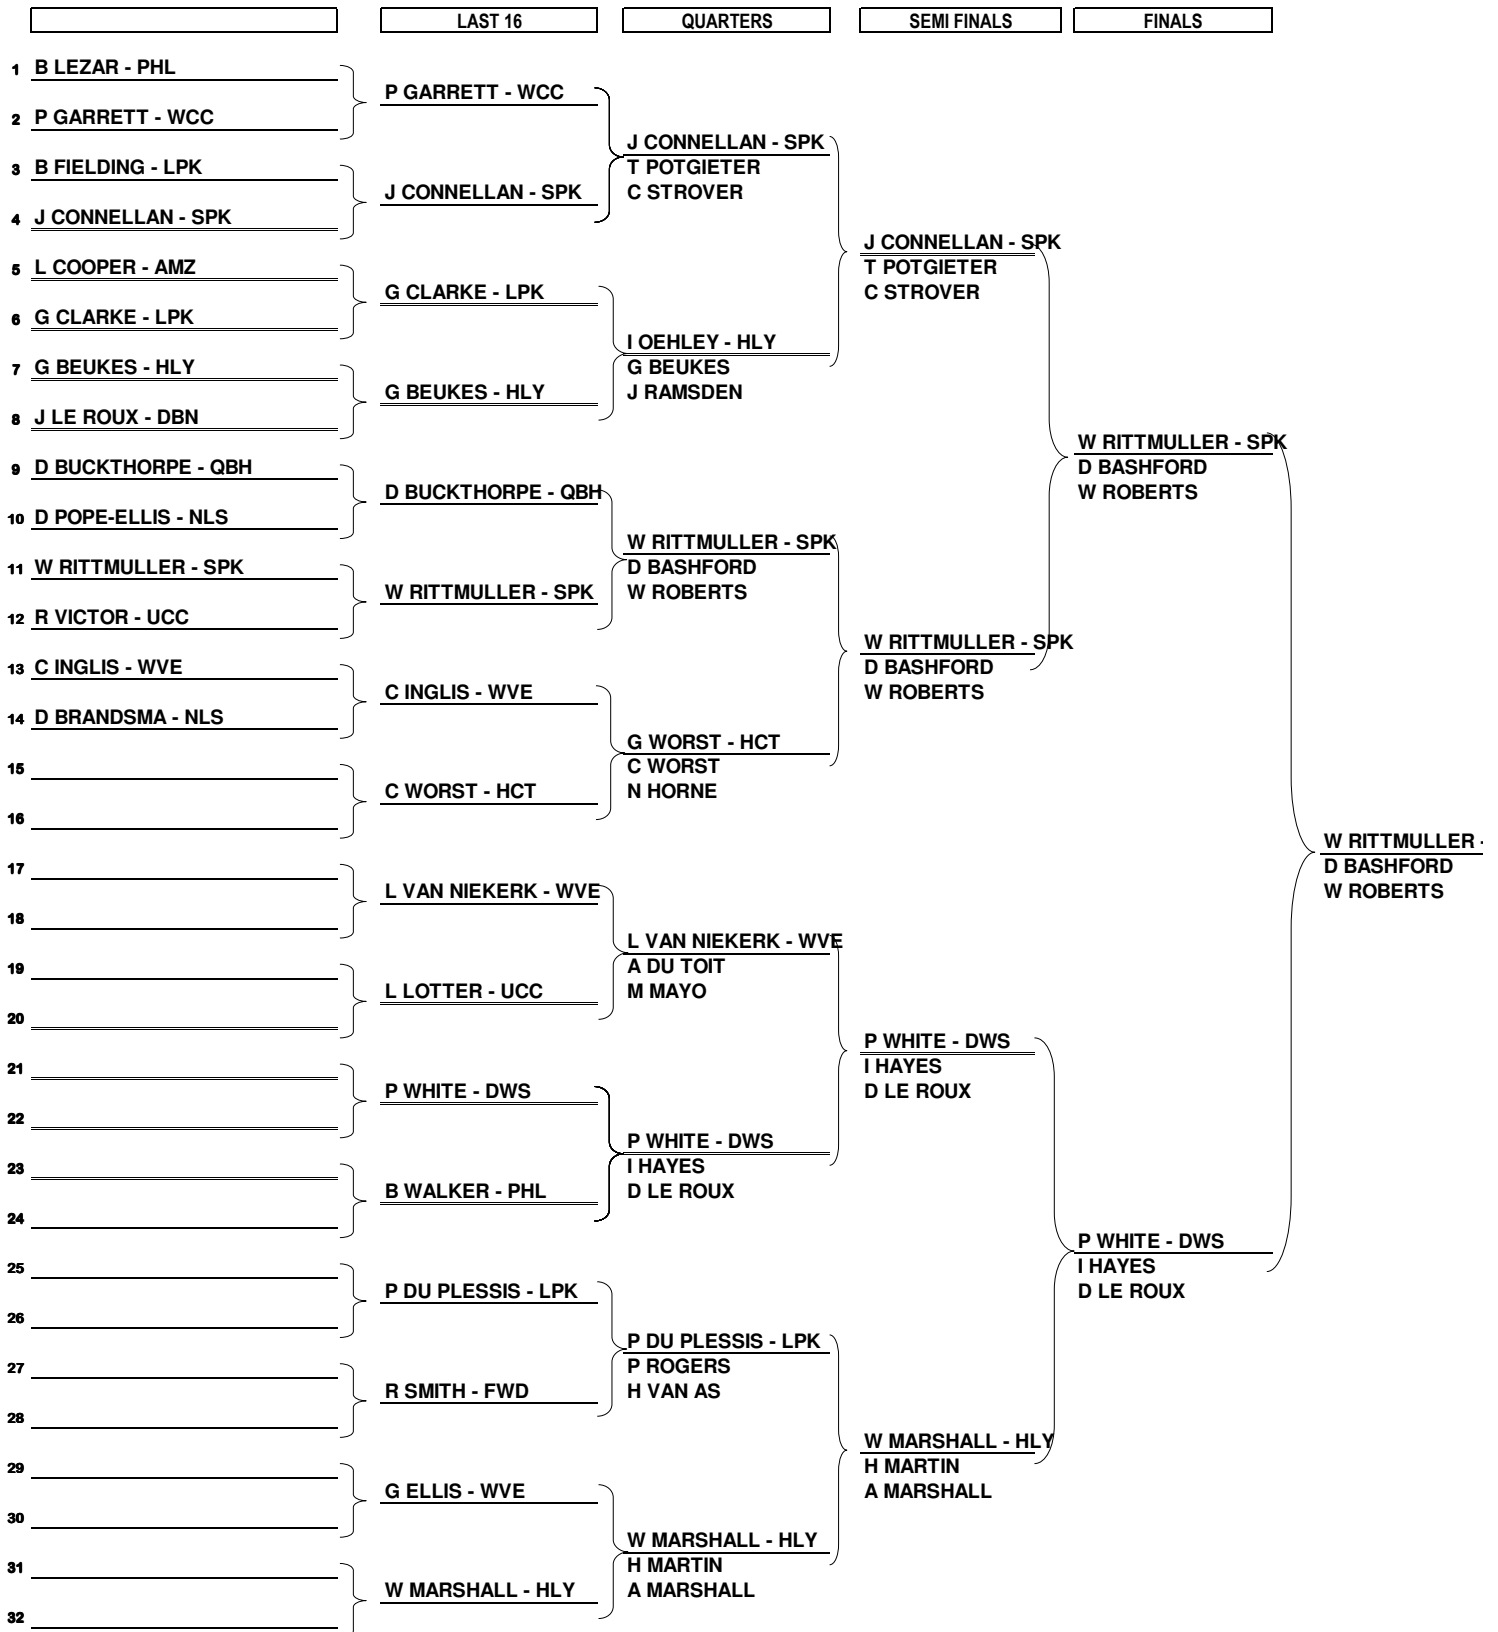 LAST 16
QUARTERS
SEMI FINALS
FINALS
1 B LEZAR - PHL
2 P GARRETT - WCC
3 B FIELDING - LPK
4 J CONNELLAN - SPK
5 L COOPER - AMZ
6 G CLARKE - LPK
7 G BEUKES - HLY
8 J LE ROUX - DBN
9 D BUCKTHORPE - QBH
10 D POPE-ELLIS - NLS
11 W RITTMULLER - SPK
12 R VICTOR - UCC
13 C INGLIS - WVE
14 D BRANDSMA - NLS
15
16
17
18
19
20
21
22
23
24
25
26
27
28
29
30
31
32
P GARRETT - WCC
J CONNELLAN - SPK
G CLARKE - LPK
G BEUKES - HLY
D BUCKTHORPE - QBH
W RITTMULLER - SPK
C INGLIS - WVE
C WORST - HCT
L VAN NIEKERK - WVE
L LOTTER - UCC
P WHITE - DWS
B WALKER - PHL
P DU PLESSIS - LPK
R SMITH - FWD
G ELLIS - WVE
W MARSHALL - HLY
J CONNELLAN - SPK
T POTGIETER
C STROVER
I OEHLEY - HLY
G BEUKES
J RAMSDEN
W RITTMULLER - SPK
D BASHFORD
W ROBERTS
G WORST - HCT
C WORST
N HORNE
L VAN NIEKERK - WVE
A DU TOIT
M MAYO
P WHITE - DWS
I HAYES
D LE ROUX
P DU PLESSIS - LPK
P ROGERS
H VAN AS
W MARSHALL - HLY
H MARTIN
A MARSHALL
J CONNELLAN - SPK
T POTGIETER
C STROVER
W RITTMULLER - SPK
D BASHFORD
W ROBERTS
P WHITE - DWS
I HAYES
D LE ROUX
W MARSHALL - HLY
H MARTIN
A MARSHALL
W RITTMULLER - SPK
D BASHFORD
W ROBERTS
P WHITE - DWS
I HAYES
D LE ROUX
W RITTMULLER -
D BASHFORD
W ROBERTS